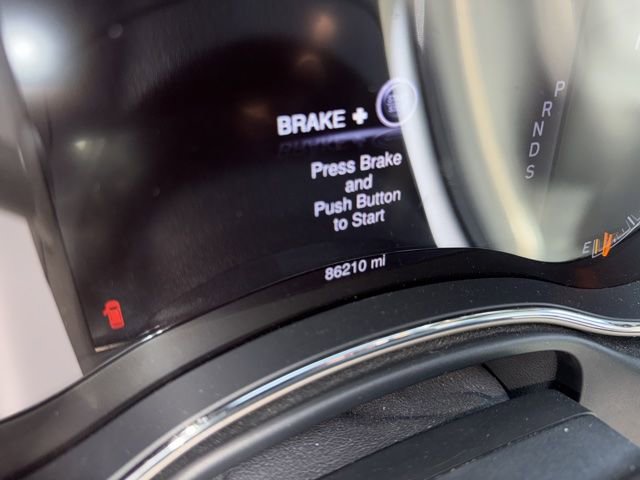 BRAKE +
Press Brake
and
Push Button
to Start
86210 mi
P
R
N
D
S
E